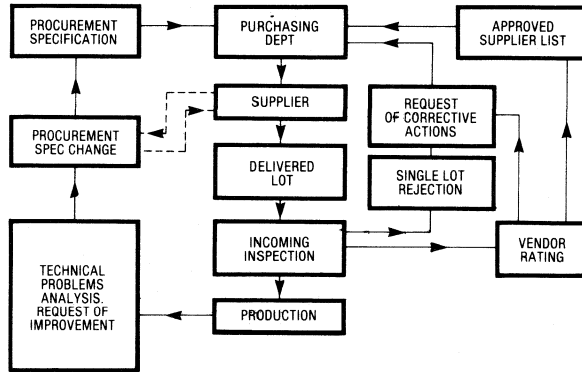 PROCUREMENT
SPECIFICATION
PURCHASING
DEPT
APPROVED
SUPPLIER LIST
SUPPLIER
REQUEST
OF CORRECTIVE
ACTIONS
PROCUREMENT
SPEC CHANGE
DELIVERED
LOT
SINGLE LOT
REJECTION
INCOMING
INSPECTION
VENDOR
RATING
TECHNICAL
PROBLEMS
ANALYSIS.
REQUEST OF
IMPROVEMENT
PRODUCTION